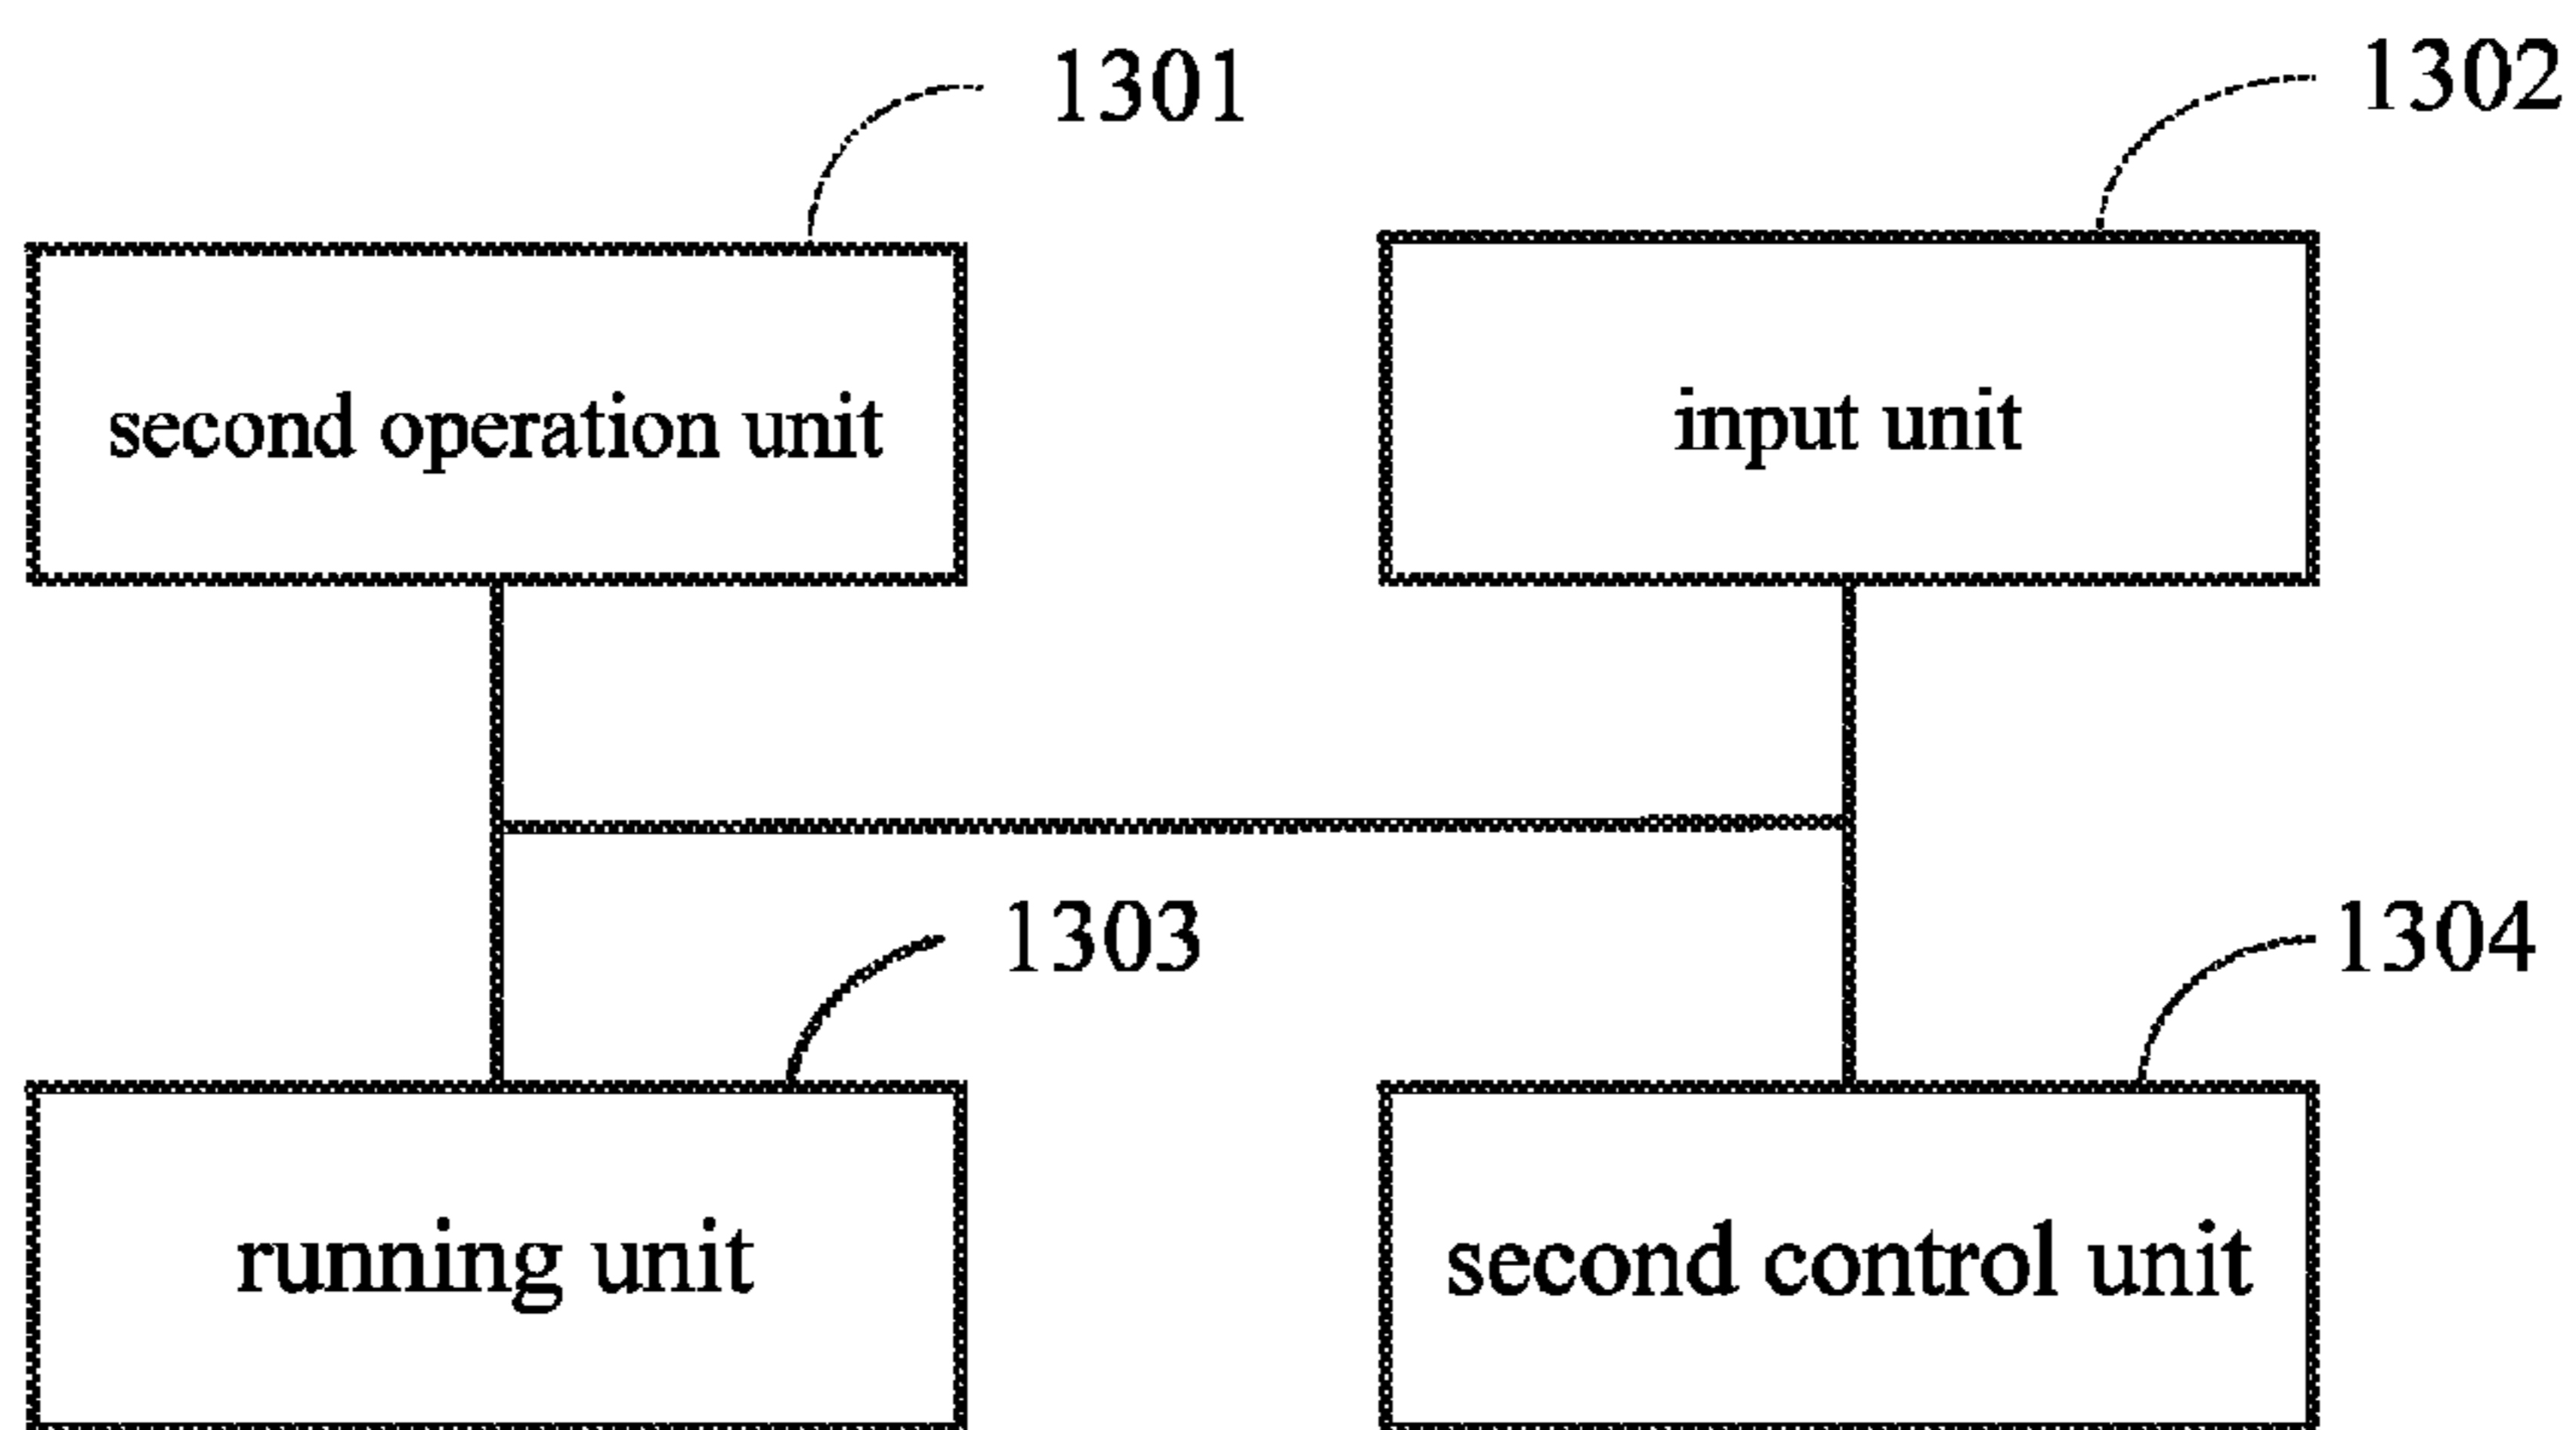 1301
1302
second operation unit
input unit
1303
1304
running unit
second control unit